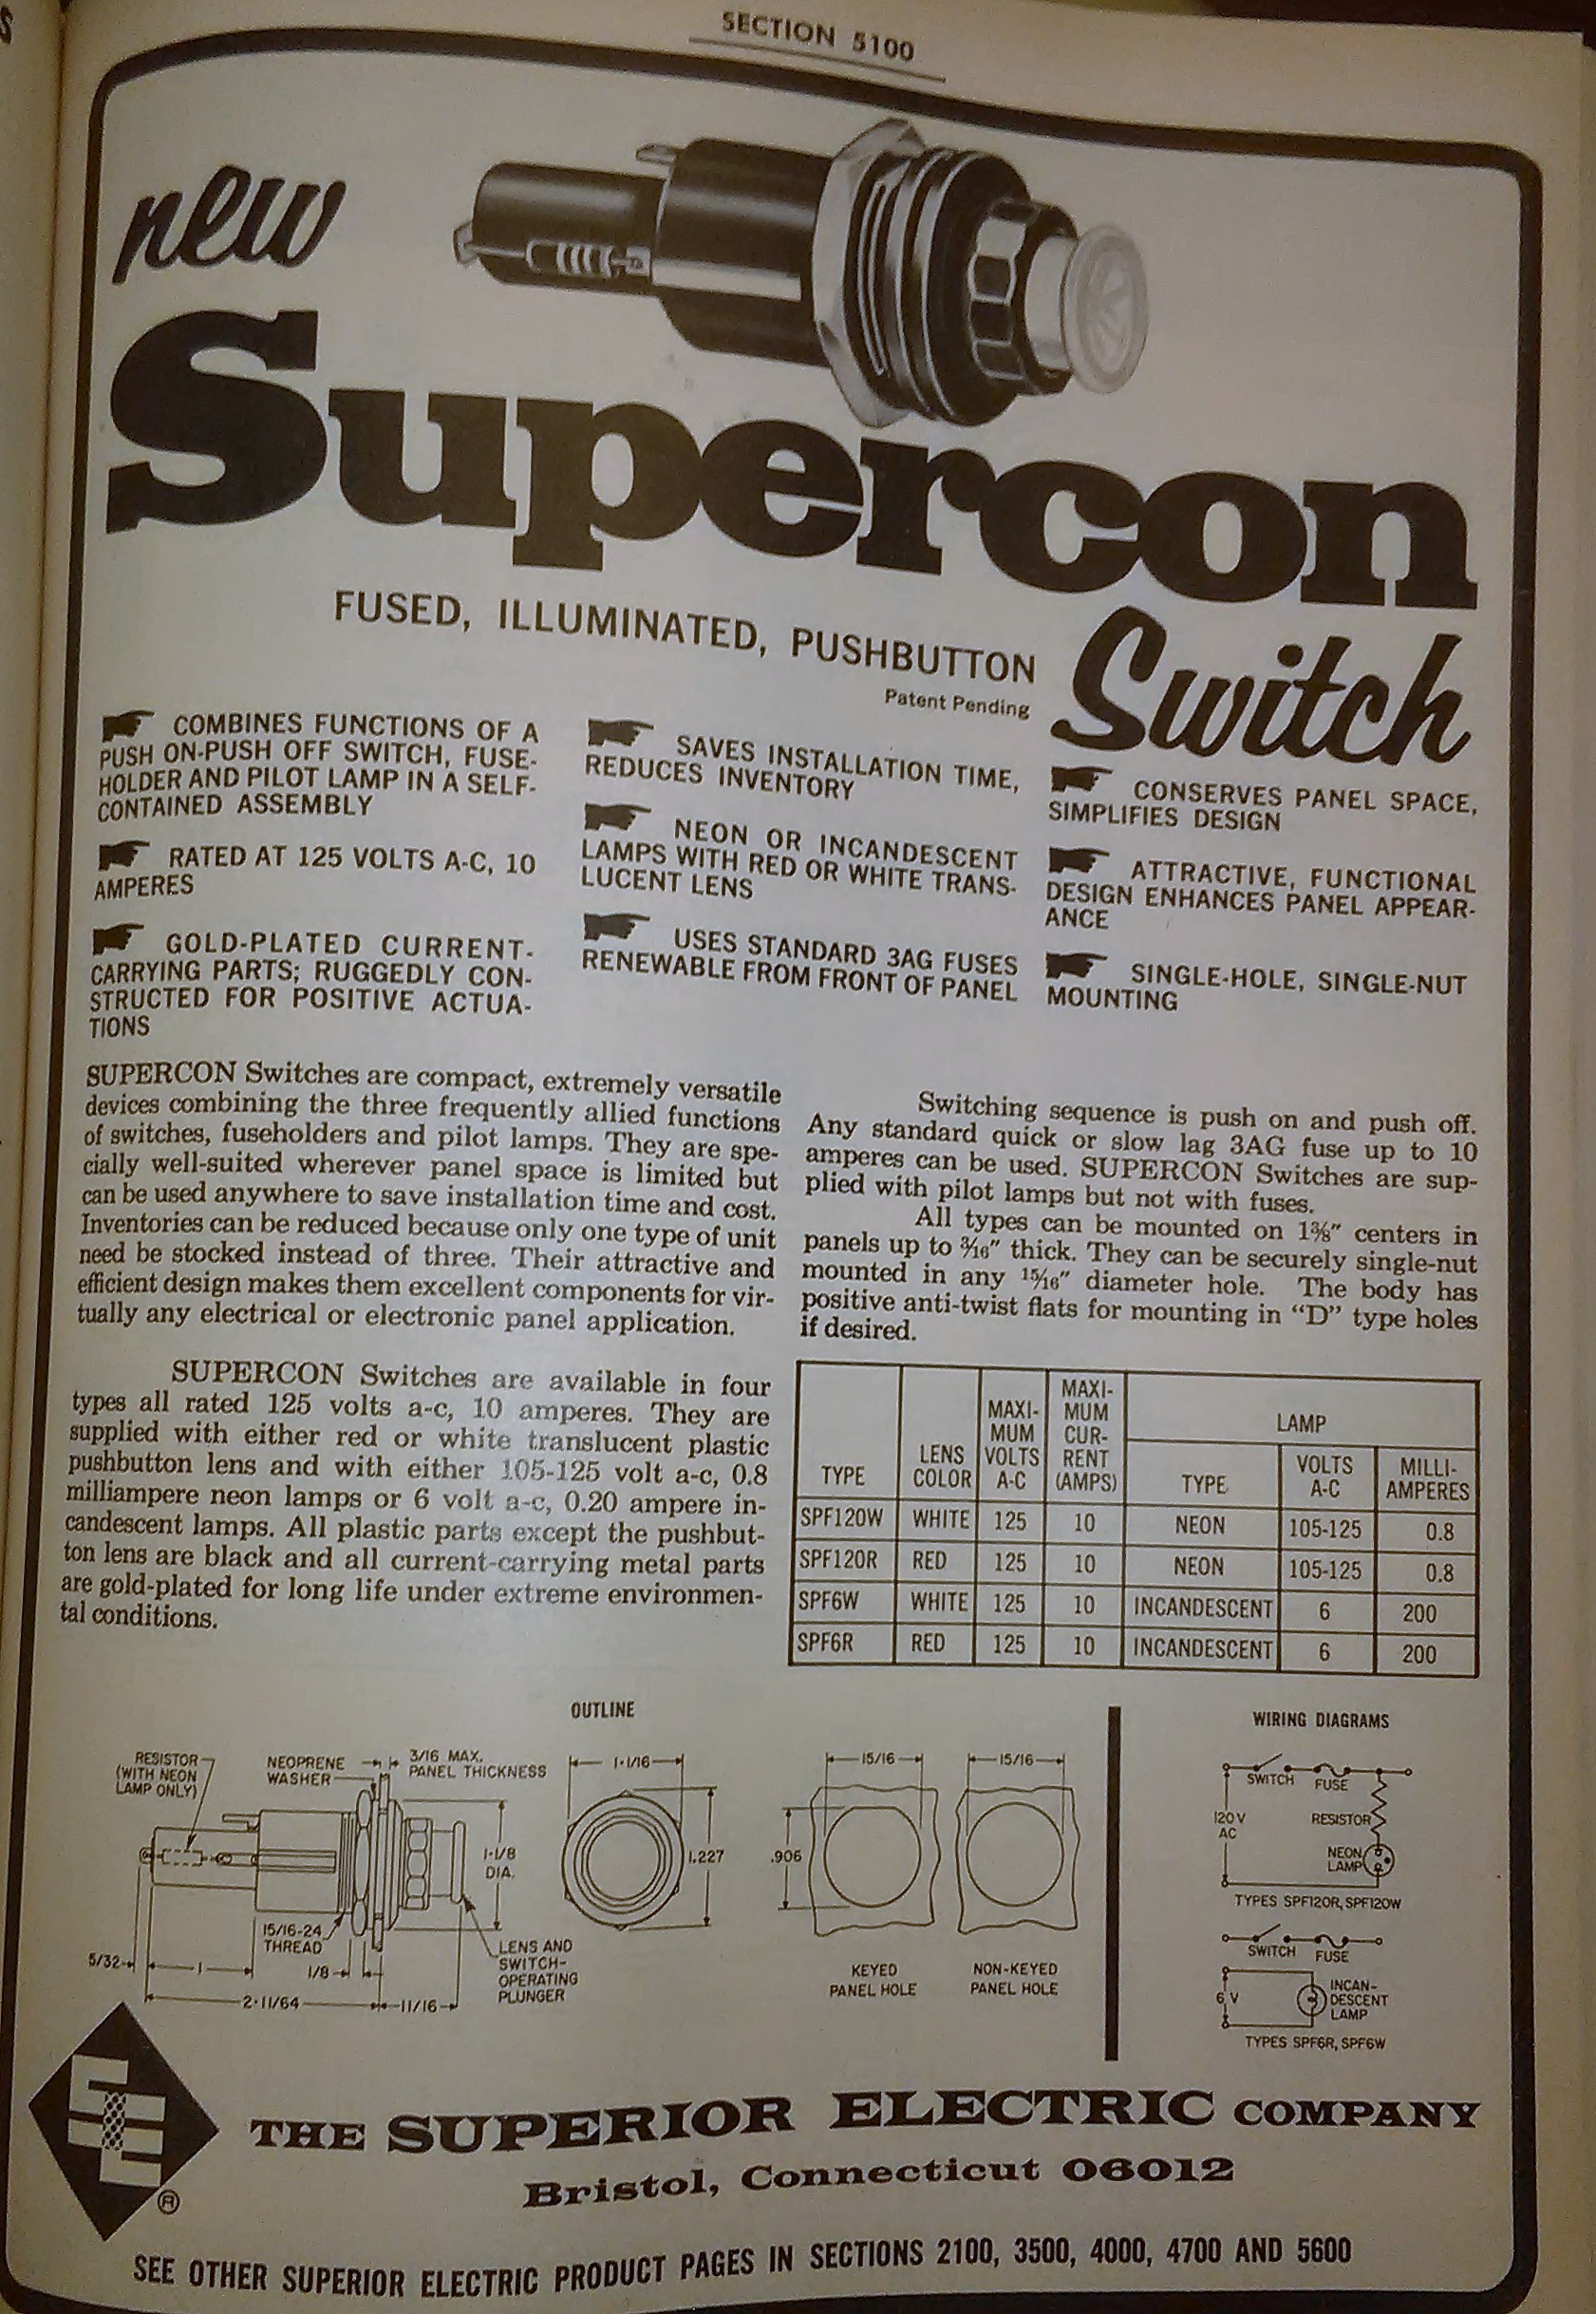 S
SECTION 5100
new
Supercon
Switch
FUSED, ILLUMINATED, PUSHBUTTON
Patent Pending
COMBINES FUNCTIONS OF A
PUSH ON-PUSH OFF SWITCH, FUSE-
HOLDER AND PILOT LAMP IN A SELF-
CONTAINED ASSEMBLY
RATED AT 125 VOLTS A-C, 10
AMPERES
GOLD-PLATED CURRENT-
CARRYING PARTS; RUGGEDLY CON-
STRUCTED FOR POSITIVE ACTUA-
TIONS
SAVES INSTALLATION TIME,
REDUCES INVENTORY
NEON OR INCANDESCENT
LAMPS WITH RED OR WHITE TRANS-
LUCENT LENS
USES STANDARD 3AG FUSES
RENEWABLE FROM FRONT OF PANEL
CONSERVES PANEL SPACE,
SIMPLIFIES DESIGN
ATTRACTIVE, FUNCTIONAL
DESIGN ENHANCES PANEL APPEAR-
ANCE
SINGLE-HOLE, SINGLE-NUT
MOUNTING
SUPERCON Switches are compact, extremely versatile
devices combining the three frequently allied functions
of switches, fuseholders and pilot lamps. They are spe-
cially well-suited wherever panel space is limited but
can be used anywhere to save installation time and cost.
Inventories can be reduced because only one type of unit
need be stocked instead of three. Their attractive and
efficient design makes them excellent components for vir-
tually any electrical or electronic panel application.
SUPERCON Switches are available in four
types all rated 125 volts a-c, 10 amperes. They are
supplied with either red or white translucent plastic
pushbutton lens and with either 105-125 volt a-c, 0.8
milliampere neon lamps or 6 volt a-c, 0.20 ampere in-
candescent lamps. All plastic parts except the pushbut-
ton lens are black and all current-carrying metal parts
are gold-plated for long life under extreme environmen-
tal conditions.
Switching sequence is push on and push off.
Any standard quick or slow lag 3AG fuse up to 10
amperes can be used. SUPERCON Switches are sup-
plied with pilot lamps but not with fuses.
All types can be mounted on 1⅜″ centers in
panels up to 3/16″ thick. They can be securely single-nut
mounted in any 15/16″ diameter hole. The body has
positive anti-twist flats for mounting in “D” type holes
if desired.
TYPE LENS COLOR MAXI-MUM VOLTS A-C MAXI-MUM CUR-RENT (AMPS) LAMP
TYPE VOLTS A-C MILLI-AMPERES
SPF120W WHITE 125 10 NEON 105-125 0.8
SPF120R RED 125 10 NEON 105-125 0.8
SPF6W WHITE 125 10 INCANDESCENT 6 200
SPF6R RED 125 10 INCANDESCENT 6 200
OUTLINE
RESISTOR
(WITH NEON
LAMP ONLY)
NEOPRENE
WASHER
3/16 MAX.
PANEL THICKNESS
1-1/16
1-1/8
DIA.
1.227
15/16-24
THREAD
5/32
1
1/8
2-11/64
11/16
LENS AND
SWITCH-
OPERATING
PLUNGER
15/16
15/16
.906
KEYED
PANEL HOLE
NON-KEYED
PANEL HOLE
WIRING DIAGRAMS
SWITCH FUSE
120 V
AC
RESISTOR
NEON
LAMP
TYPES SPF120R, SPF120W
SWITCH FUSE
6 V
INCAN-
DESCENT
LAMP
TYPES SPF6R, SPF6W
®
THE SUPERIOR ELECTRIC COMPANY
Bristol, Connecticut 06012
SEE OTHER SUPERIOR ELECTRIC PRODUCT PAGES IN SECTIONS 2100, 3500, 4000, 4700 AND 5600